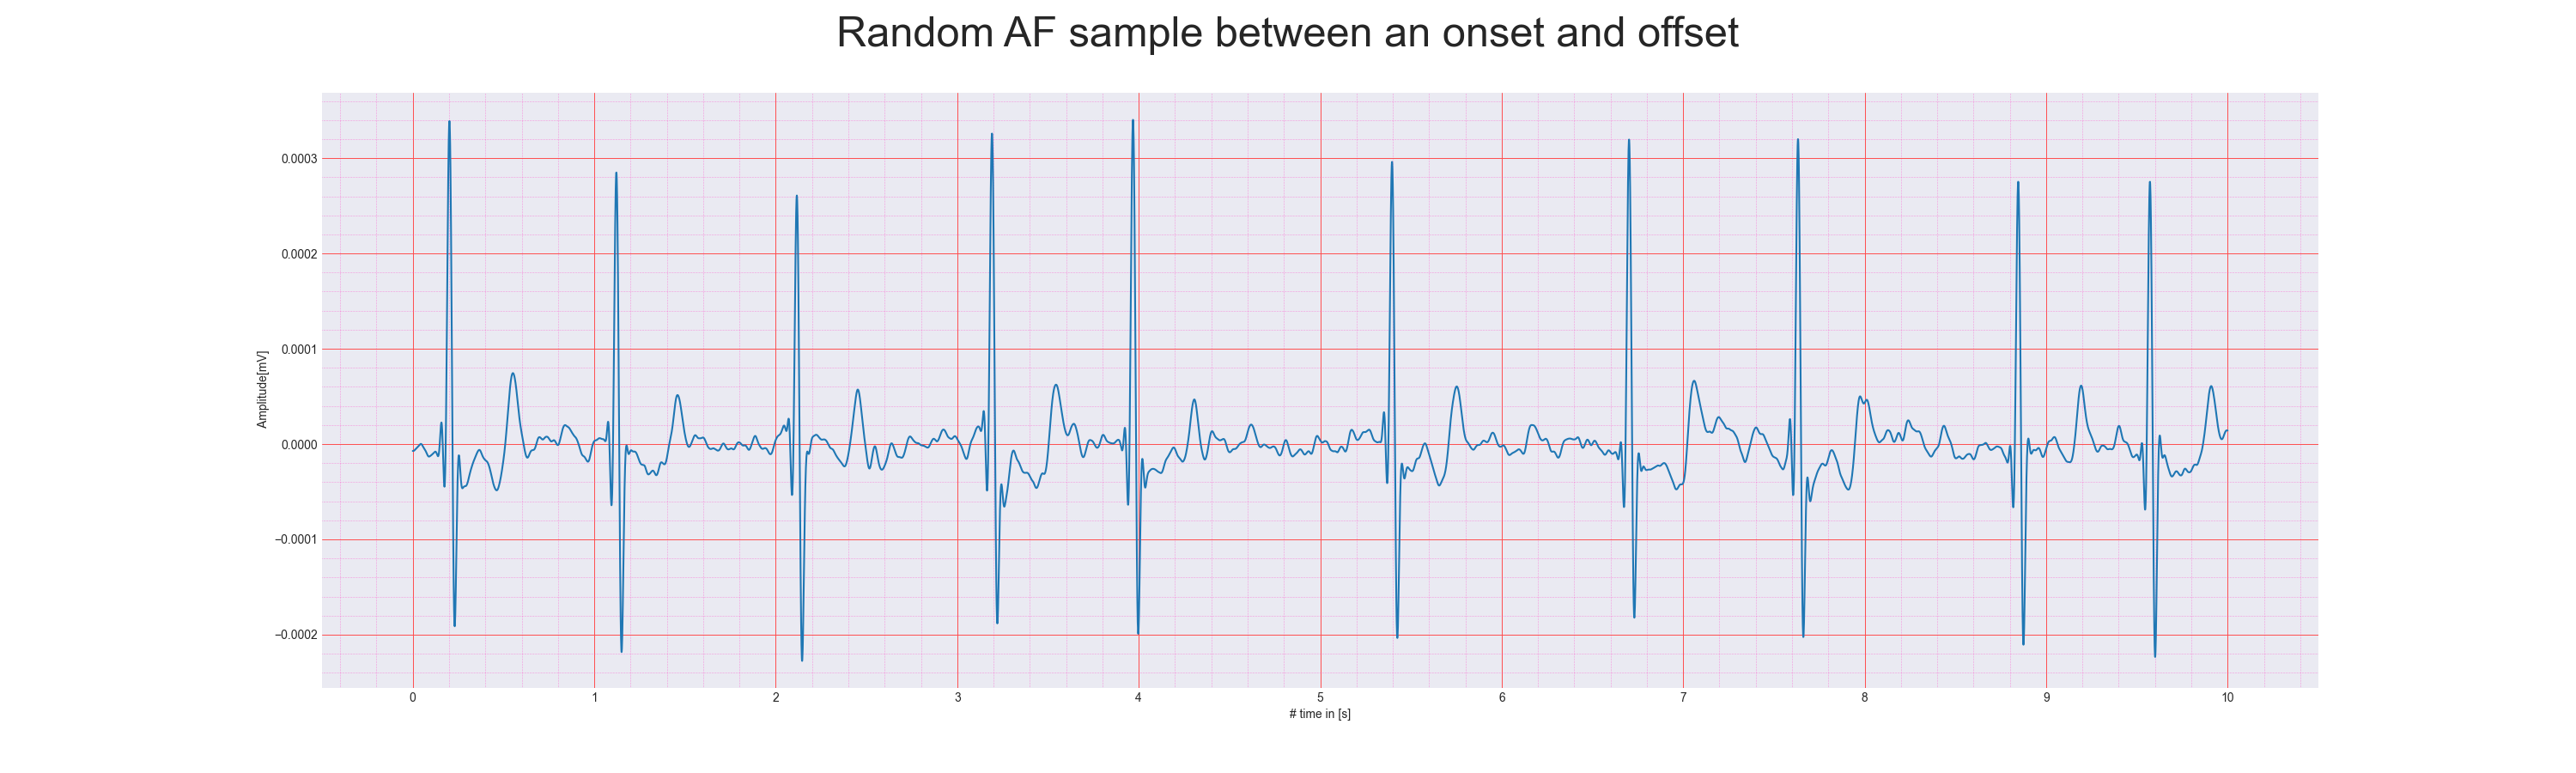 Random AF sample between an onset and offset
0.0003
0.0002
0.0001
0.0000
−0.0001
−0.0002
Amplitude[mV]
0 1 2 3 4 5 6 7 8 9 10
# time in [s]